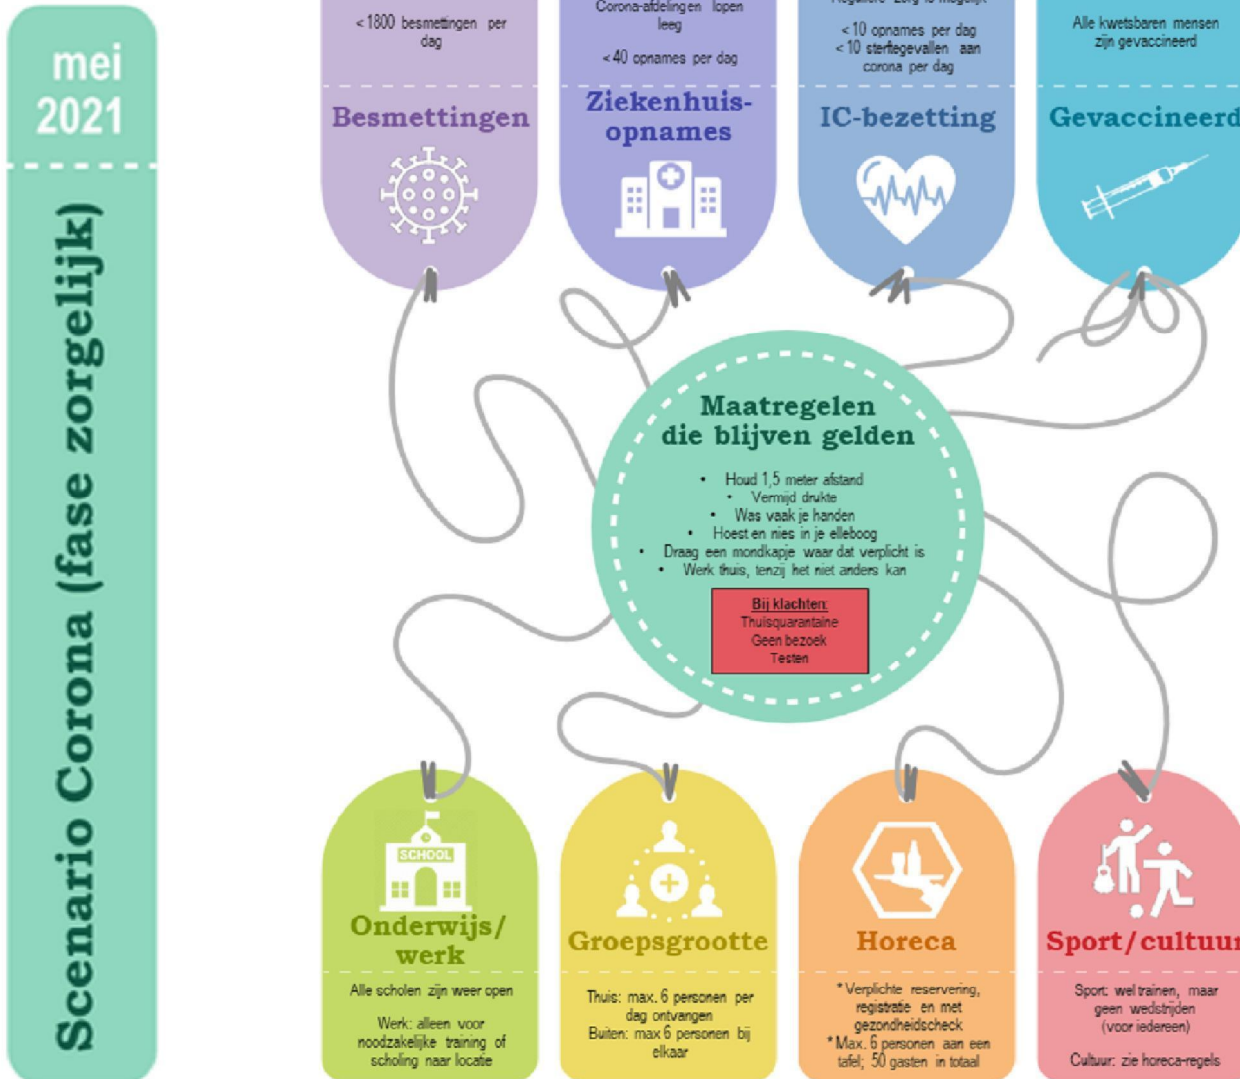 mei
2021
Scenario Corona (fase zorgelijk)
<1800 besmettingen per
dag
Besmettingen
Corona-afdelingen lopen
leeg
<40 opnames per dag
Ziekenhuis-
opnames
<10 opnames per dag
<10 sterftegevallen aan
corona per dag
IC-bezetting
Alle kwetsbaren mensen
zijn gevaccineerd
Gevaccineerd
Maatregelen
die blijven gelden
• Houd 1,5 meter afstand
• Vermijd drukte
• Was vaak je handen
• Hoest en nies in je elleboog
• Draag een mondkapje waar dat verplicht is
• Werk thuis, tenzij het niet anders kan
Bij klachten:
Thuisquarantaine
Geen bezoek
Testen
SCHOOL
Onderwijs/
werk
Alle scholen zijn weer open
Werk: alleen voor
noodzakelijke training of
scholing naar locatie
Groepsgrootte
Thuis: max. 6 personen per
dag ontvangen
Buiten: max 6 personen bij
elkaar
Horeca
*Verplichte reservering,
registratie en met
gezondheidscheck
*Max. 6 personen aan een
tafel; 50 gasten in totaal
Sport/cultuur
Sport: wel trainen, maar
geen wedstrijden
(voor iedereen)
Cultuur: zie horeca-regels